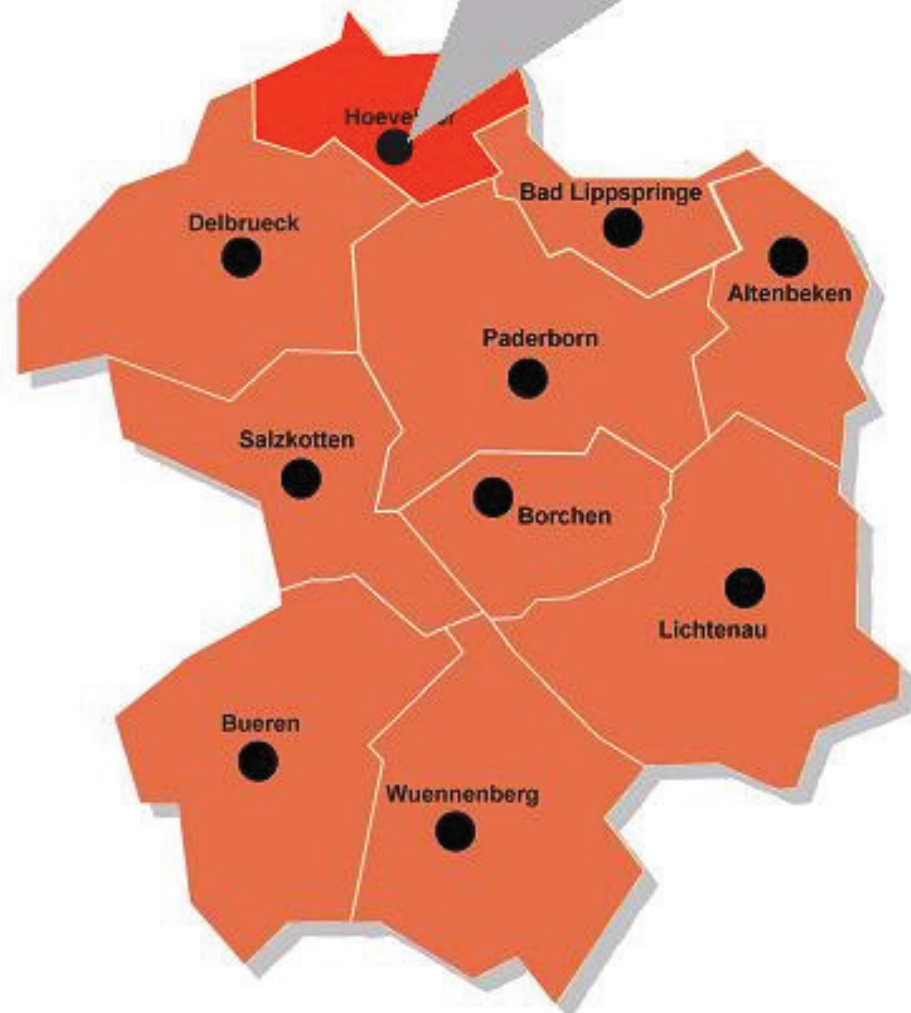 Delbrueck
Bad Lippspringe
Altenbeken
Paderborn
Salzkotten
Borchen
Lichtenau
Bueren
Wuennenberg